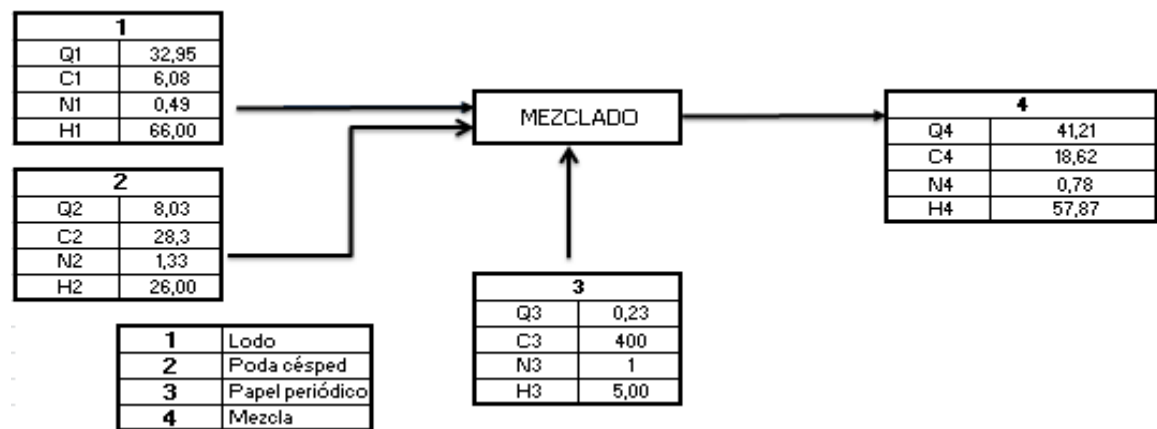 1
Q1 32,95
C1 6,08
N1 0,49
H1 66,00
MEZCLADO
4
Q4 41,21
C4 18,62
N4 0,78
H4 57,87
2
Q2 8,03
C2 28,3
N2 1,33
H2 26,00
3
Q3 0,23
C3 400
N3 1
H3 5,00
1 Lodo
2 Poda césped
3 Papel periódico
4 Mezcla